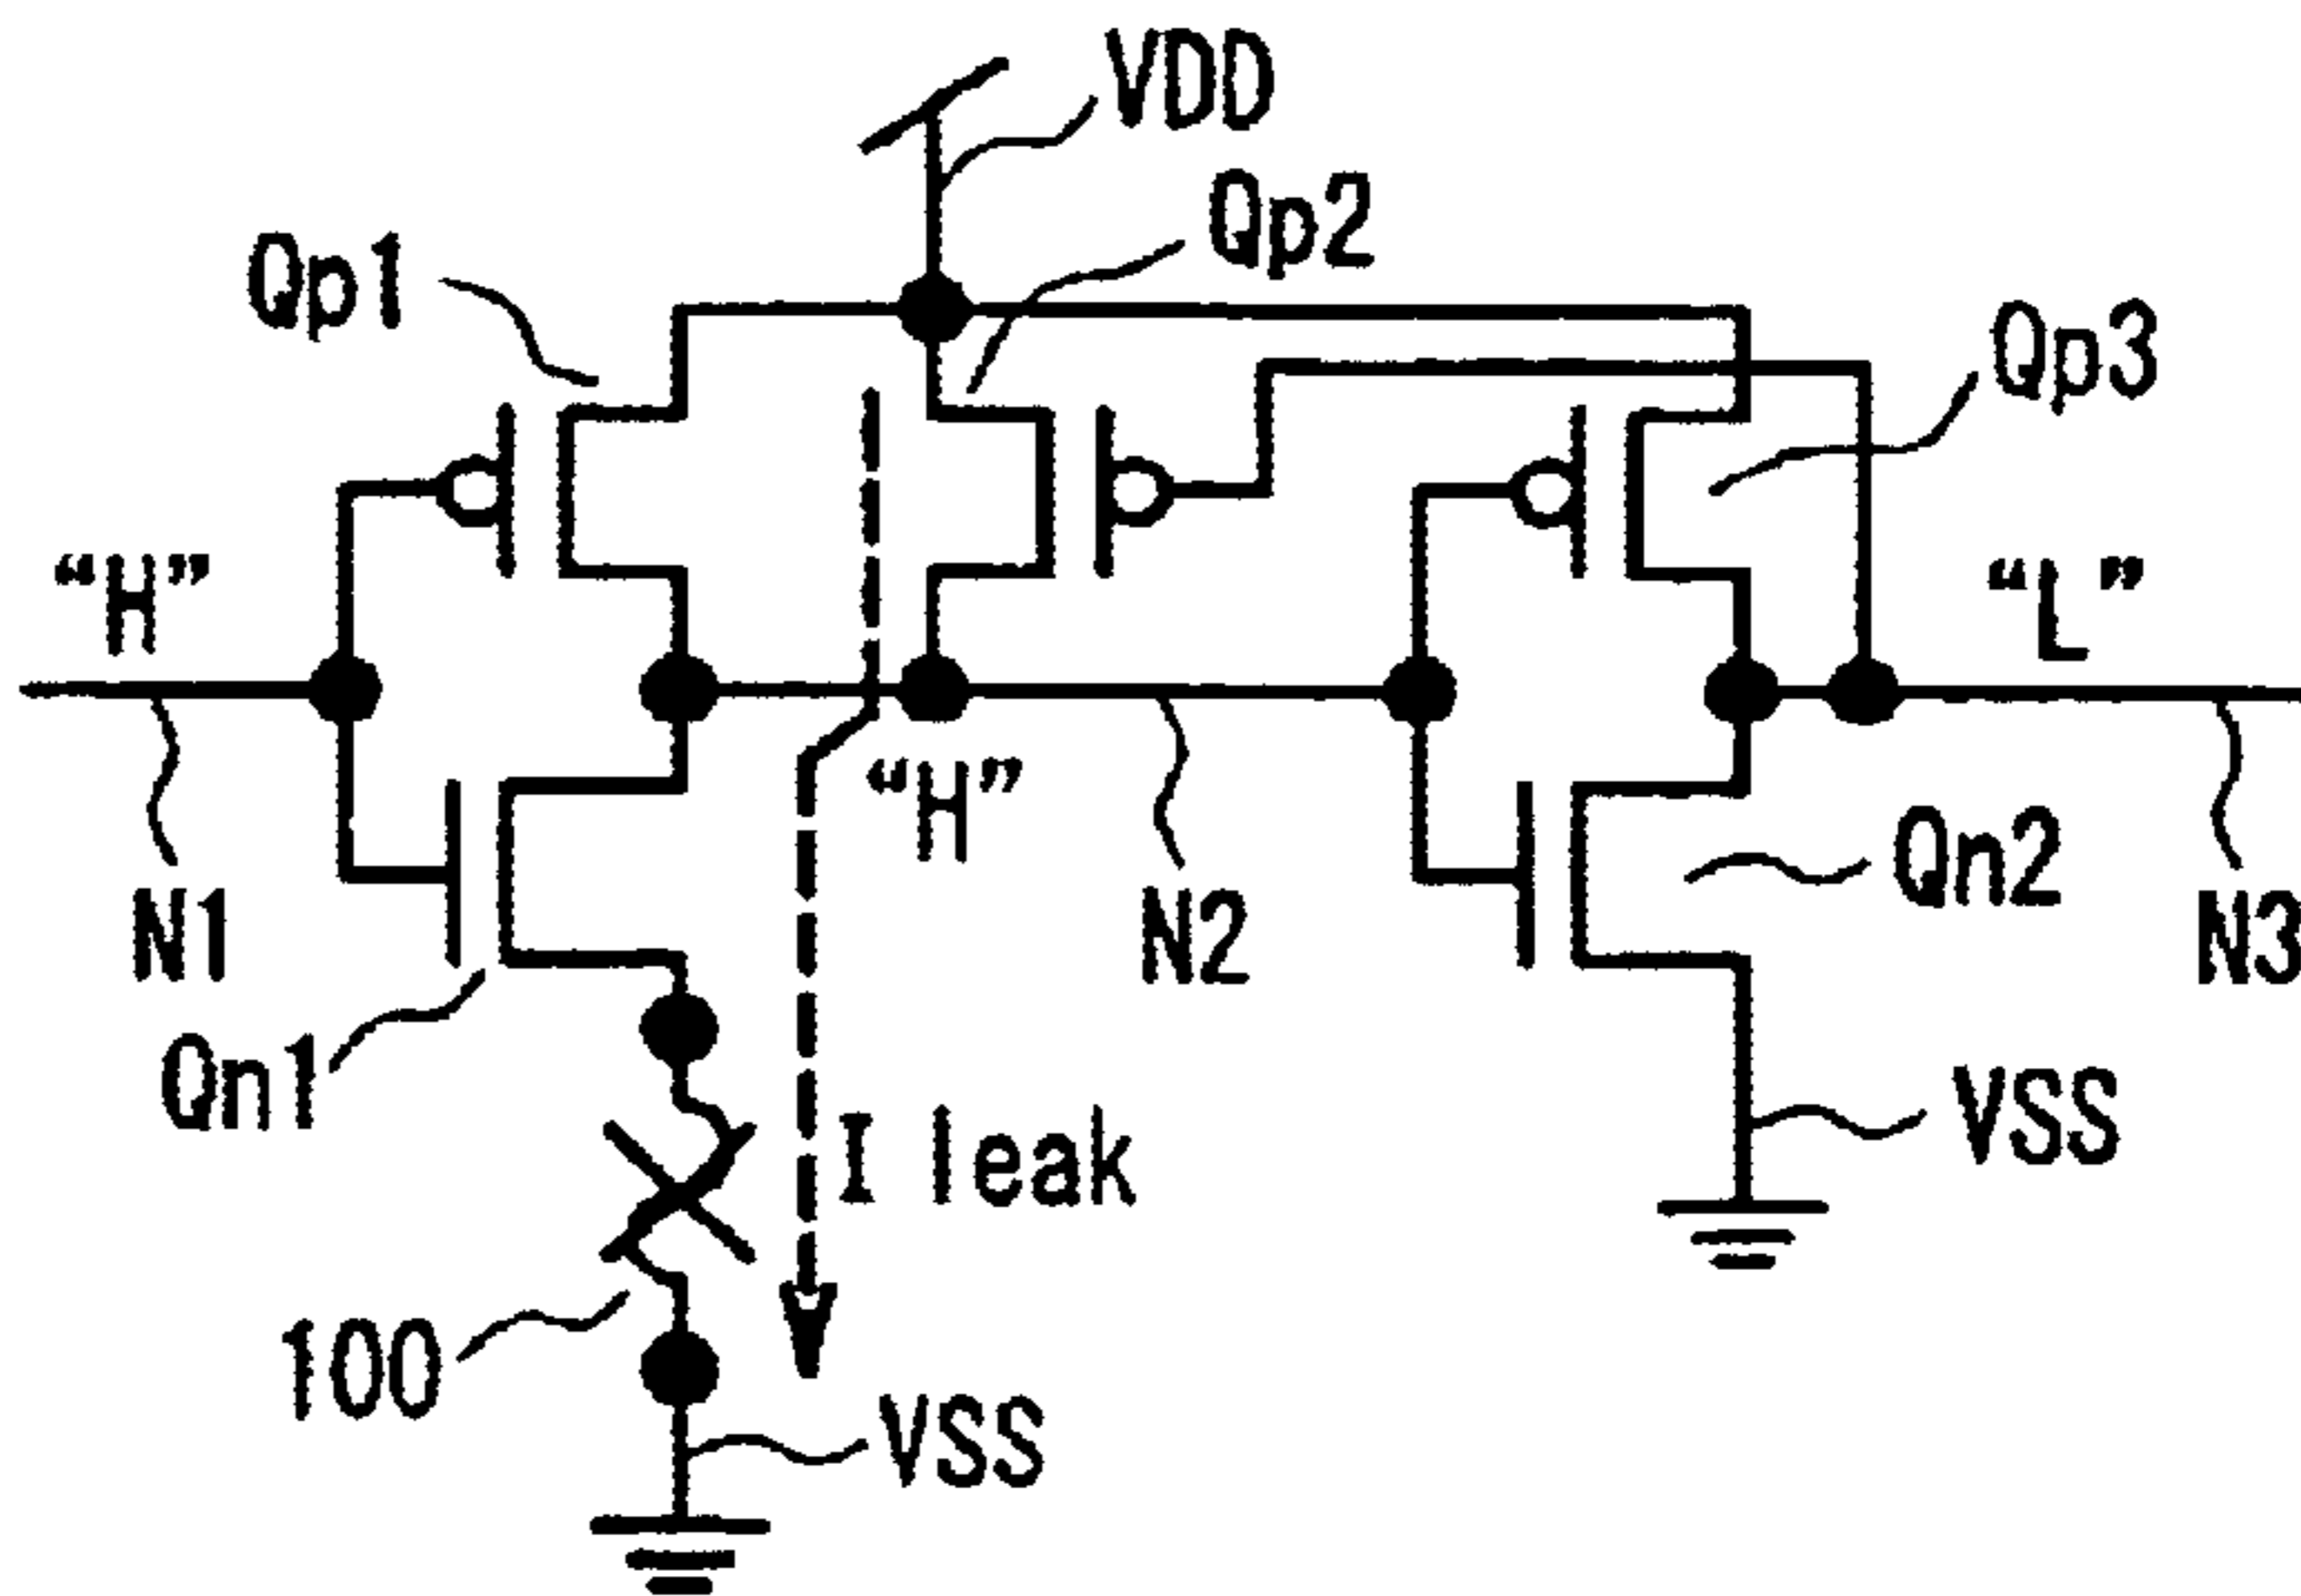 VDD
Qp2
Qp1
Qp3
“H”
“L”
“H”
N1
N2
Qn2
N3
Qn1
I leak
VSS
100
VSS